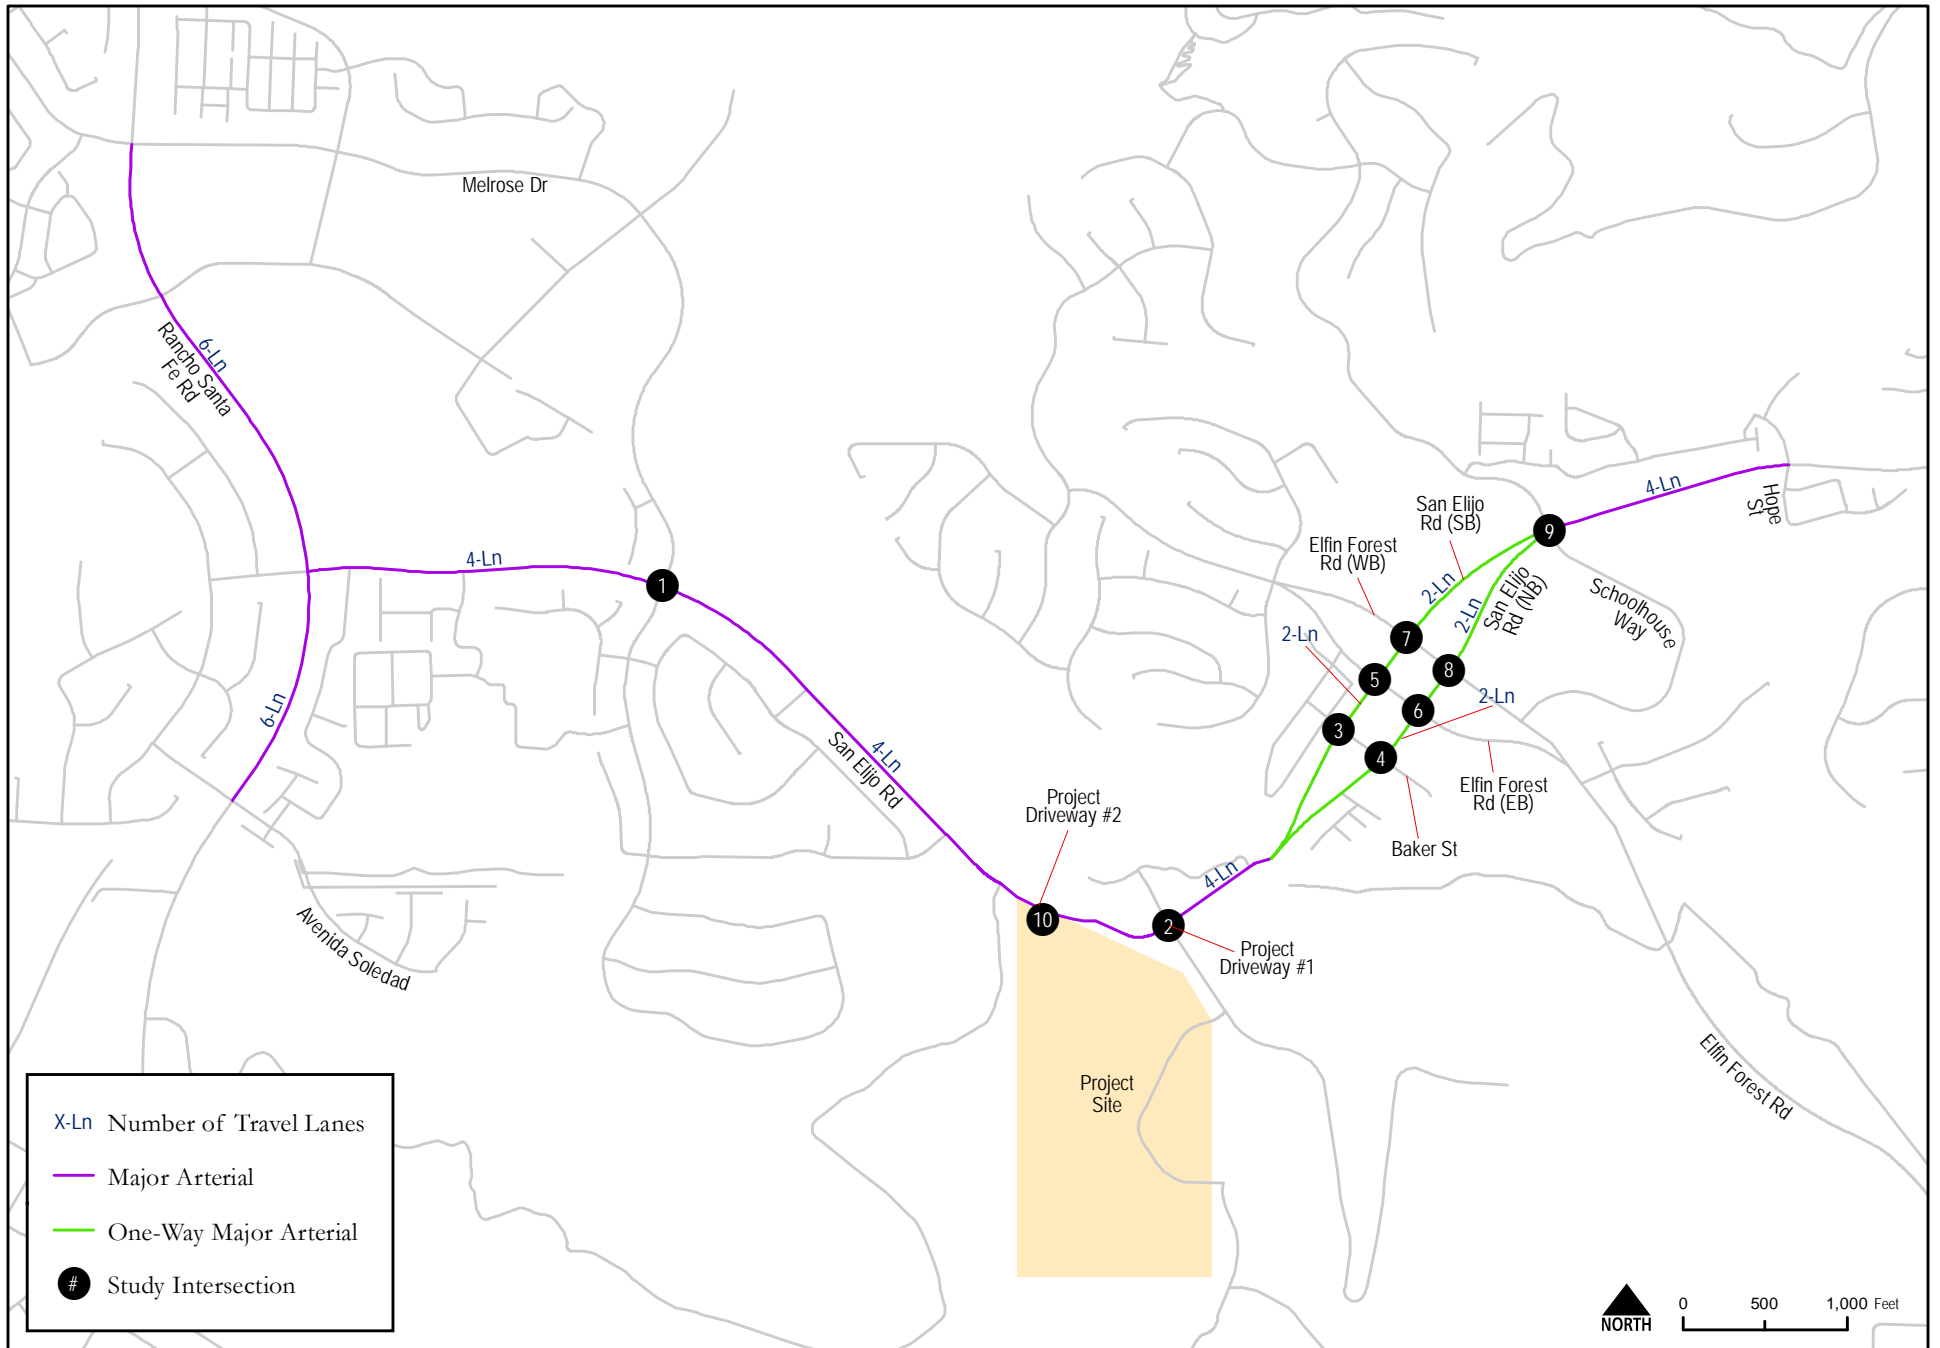 Melrose Dr
6-Ln
Rancho Santa
Fe Rd
4-Ln
Hope
St
San Elijo
Rd (SB)
9
Elfin Forest
Rd (WB)
4-Ln
1
2-Ln
2-Ln
San Elijo
Rd (NB)
Schoolhouse
Way
2-Ln
7
8
5
2-Ln
6
6-Ln
3
4
4-Ln
San Elijo Rd
Elfin Forest
Rd (EB)
Project
Driveway #2
Baker St
4-Ln
10
2
Project
Driveway #1
Avenida Soledad
Elfin Forest Rd
Project
Site
X-Ln Number of Travel Lanes
Major Arterial
One-Way Major Arterial
# Study Intersection
NORTH
0 500 1,000 Feet